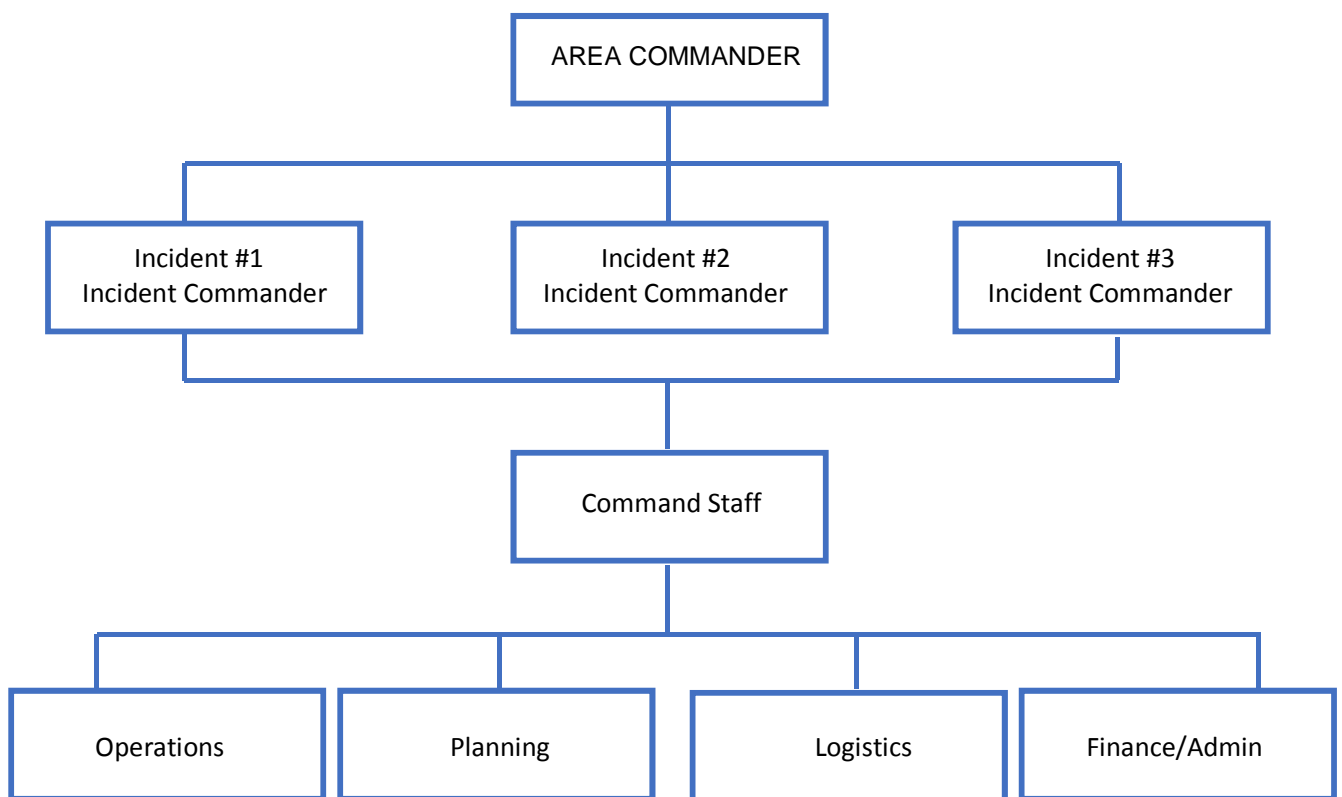 AREA COMMANDER
Incident #1
Incident Commander
Incident #2
Incident Commander
Incident #3
Incident Commander
Command Staff
Operations
Planning
Logistics
Finance/Admin